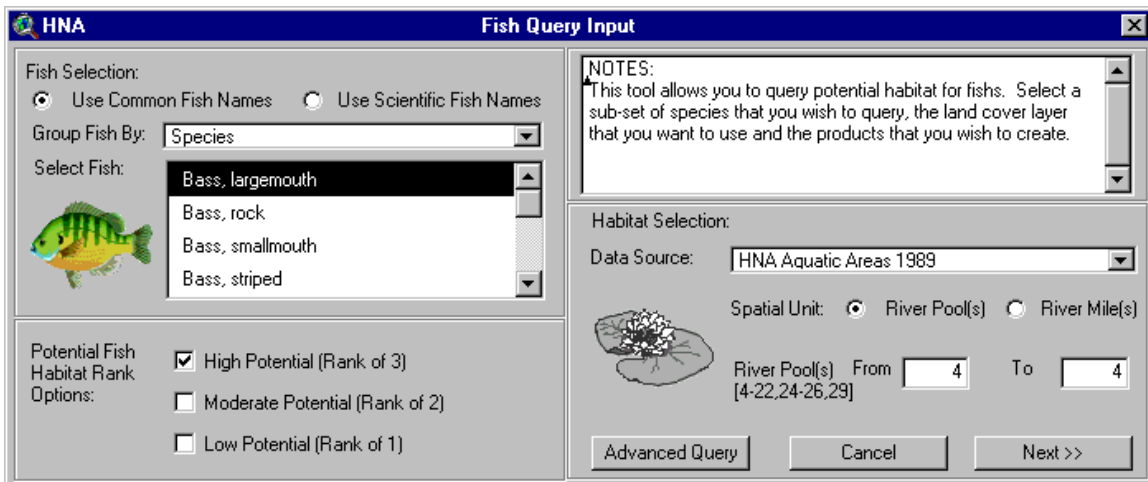 HNA
Fish Query Input
Fish Selection:
Use Common Fish Names
Use Scientific Fish Names
Group Fish By:
Species
Select Fish:
Bass, largemouth
Bass, rock
Bass, smallmouth
Bass, striped
Potential Fish
Habitat Rank
Options:
High Potential (Rank of 3)
Moderate Potential (Rank of 2)
Low Potential (Rank of 1)
NOTES:
This tool allows you to query potential habitat for fishs. Select a
sub-set of species that you wish to query, the land cover layer
that you want to use and the products that you wish to create.
Habitat Selection:
Data Source:
HNA Aquatic Areas 1989
Spatial Unit:
River Pool(s)
River Mile(s)
River Pool(s) From 4 To 4
[4-22,24-26,29]
Advanced Query
Cancel
Next >>